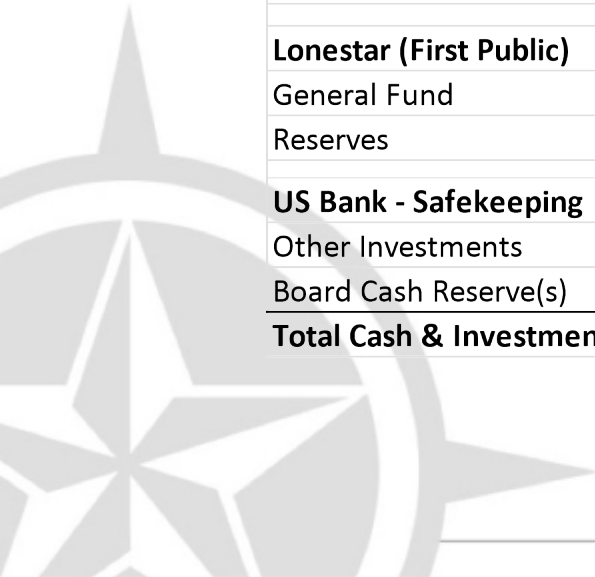 Lonestar (First Public)
General Fund
Reserves
US Bank - Safekeeping
Other Investments
Board Cash Reserve(s)
Total Cash & Investmen